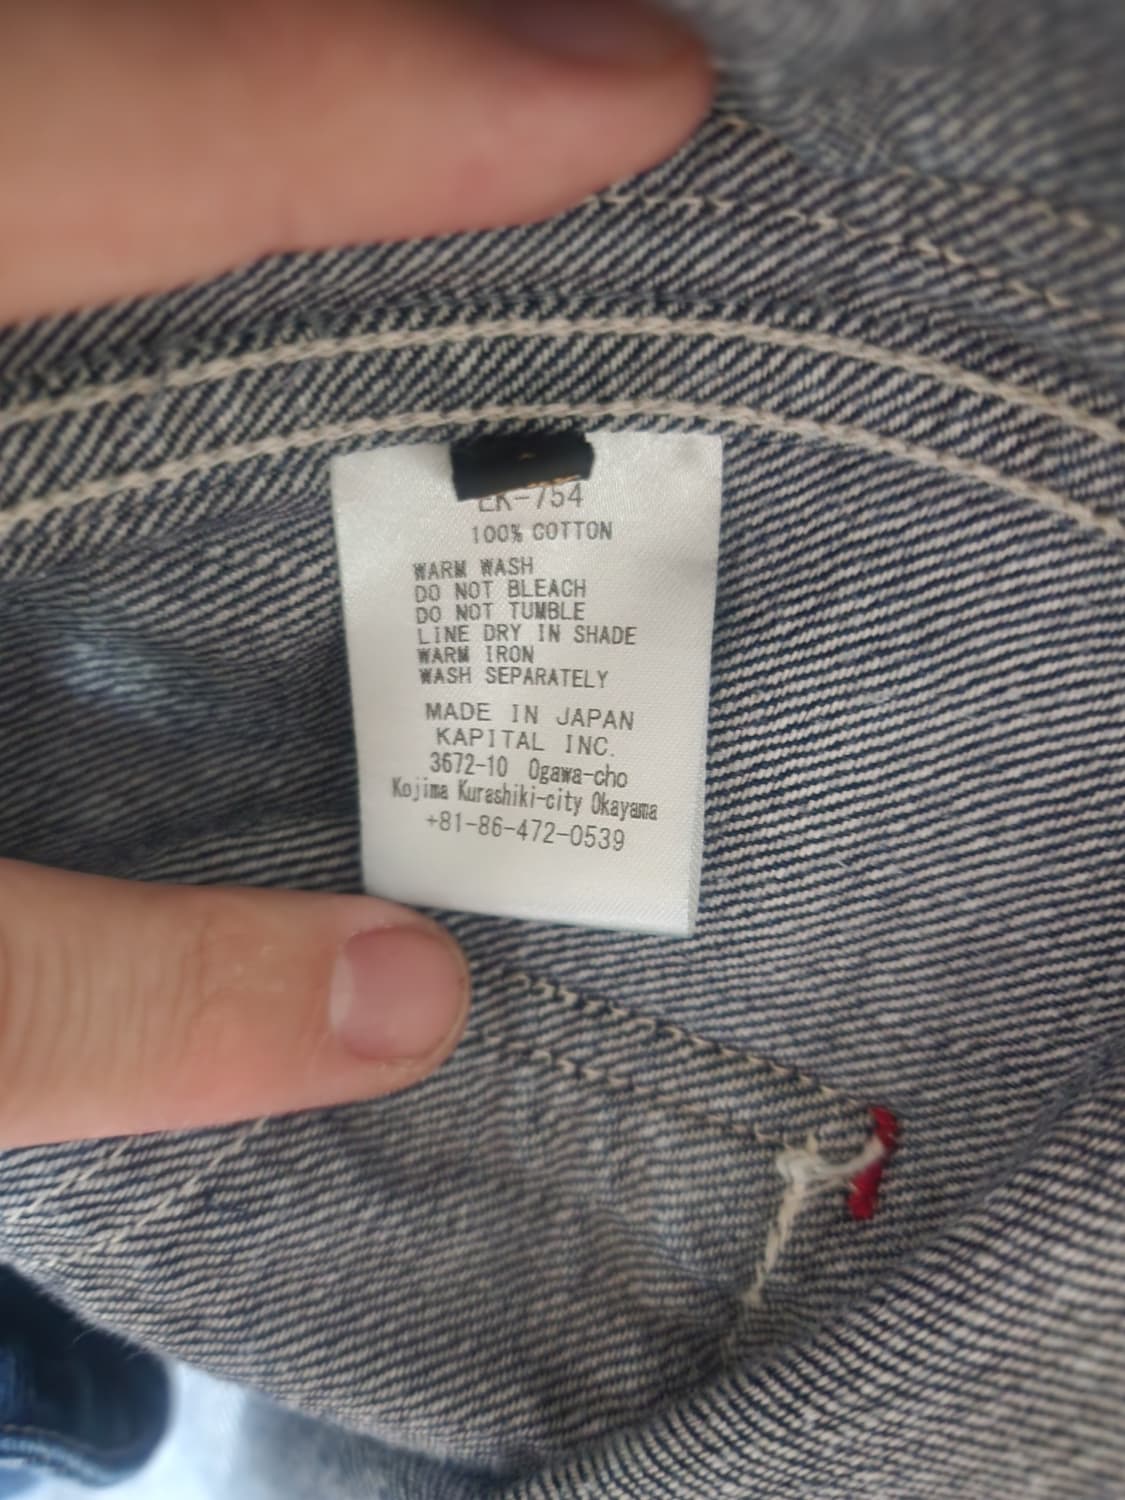 EK-754
100% COTTON
WARM WASH
DO NOT BLEACH
DO NOT TUMBLE
LINE DRY IN SHADE
WARM IRON
WASH SEPARATELY
MADE IN JAPAN
KAPITAL INC.
3672-10 Ogawa-cho
Kojima Kurashiki-city Okayama
+81-86-472-0539